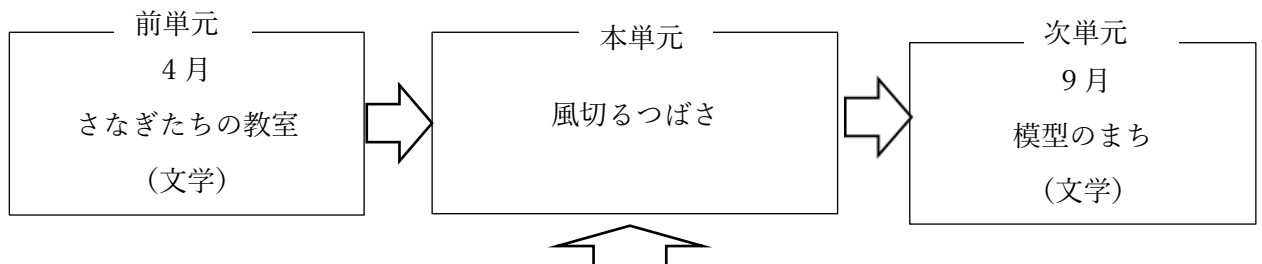 前単元
4月
さなぎたちの教室
（文学）
本単元
風切るつばさ
次単元
9月
模型のまち
（文学）